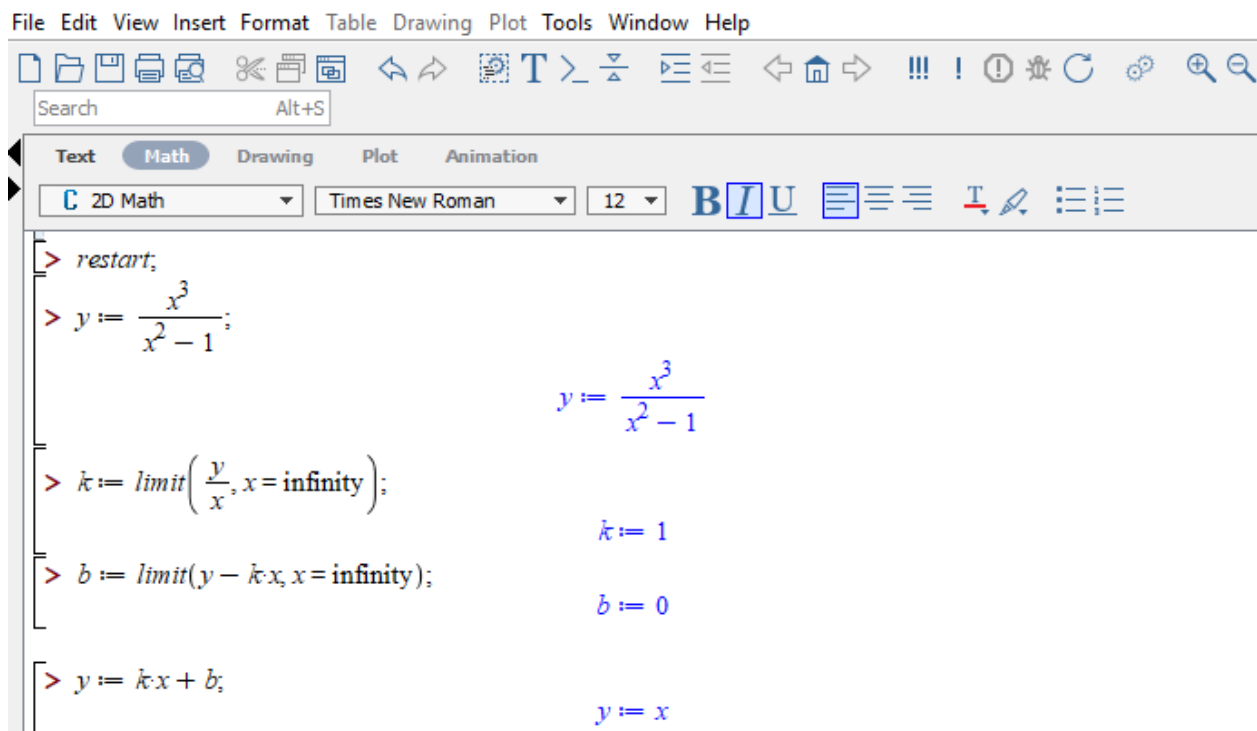 File Edit View Insert Format Table Drawing Plot Tools Window Help
Search Alt+S
Text Math Drawing Plot Animation
C 2D Math Times New Roman 12 B I U
> restart;
> y := x^3/(x^2 − 1);
y := x^3/(x^2 − 1)
> k := limit(y/x, x = infinity);
k := 1
> b := limit(y − k·x, x = infinity);
b := 0
> y := k·x + b;
y := x